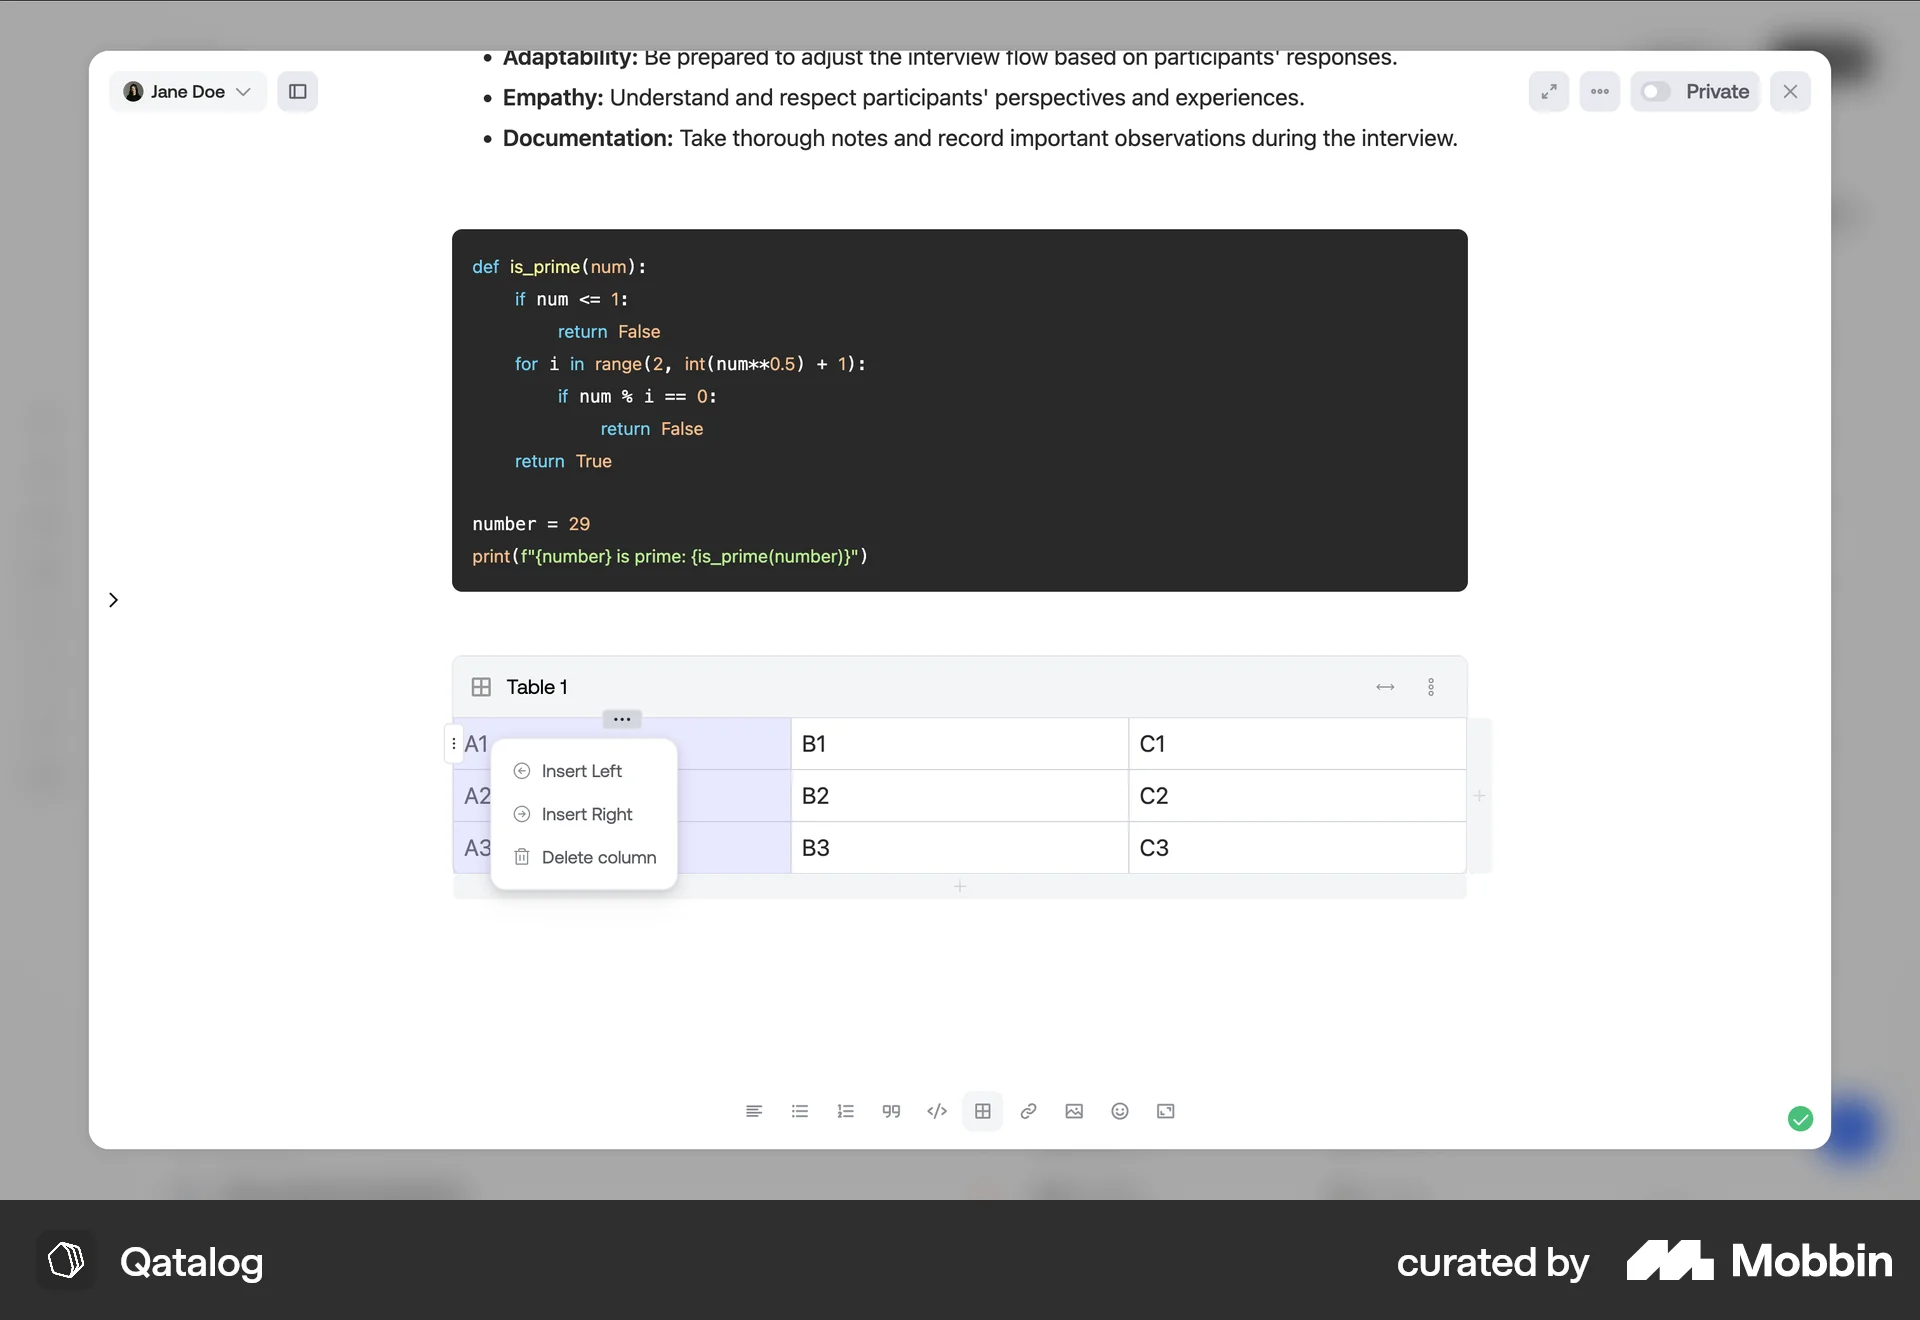 Adaptability: Be prepared to adjust the interview flow based on participants' responses.
Jane Doe
Private
Empathy: Understand and respect participants' perspectives and experiences.
Documentation: Take thorough notes and record important observations during the interview.
def is_prime(num):
    if num <= 1:
        return False
    for i in range(2, int(num**0.5) + 1):
        if num % i == 0:
            return False
    return True
number = 29
print(f"{number} is prime: {is_prime(number)}")
Table 1
A1 B1 C1
Insert Left
A2 B2 C2
Insert Right
A3 B3 C3
Delete column
Qatalog
curated by Mobbin